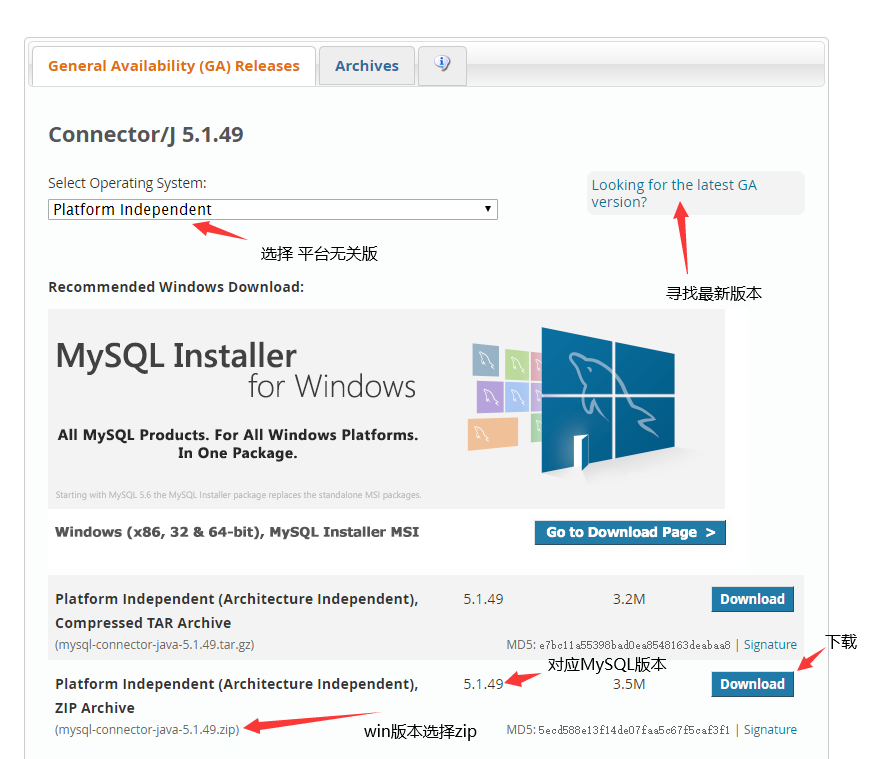 General Availability (GA) Releases
Archives
Connector/J 5.1.49
Select Operating System:
Looking for the latest GA
version?
Platform Independent
选择 平台无关版
寻找最新版本
Recommended Windows Download:
MySQL Installer
for Windows
All MySQL Products. For All Windows Platforms.
In One Package.
Starting with MySQL 5.6 the MySQL Installer package replaces the standalone MSI packages.
Windows (x86, 32 & 64-bit), MySQL Installer MSI
Go to Download Page >
Platform Independent (Architecture Independent),
Compressed TAR Archive
5.1.49
3.2M
Download
(mysql-connector-java-5.1.49.tar.gz)
MD5: e7bc11a55398bad0ea8548163deabaa8 | Signature
下载
对应MySQL版本
Platform Independent (Architecture Independent),
ZIP Archive
5.1.49
3.5M
Download
(mysql-connector-java-5.1.49.zip)
win版本选择zip
MD5: 5ecd588e13f14de07faa5c67f5caf3f1 | Signature